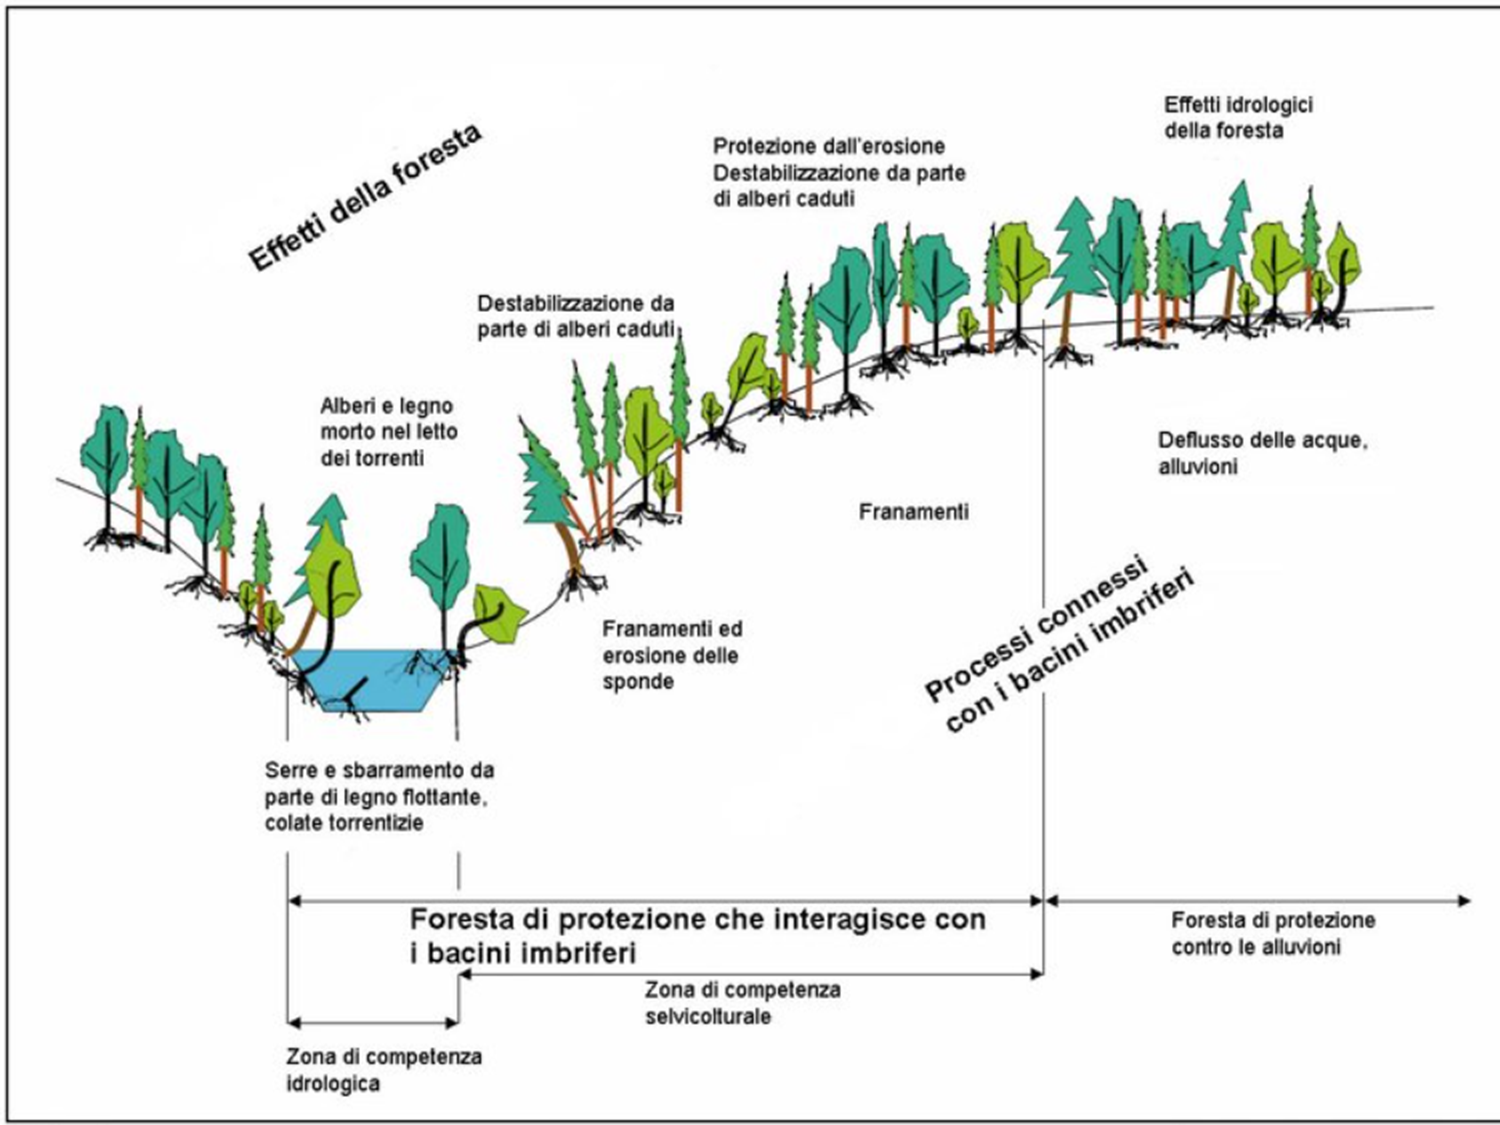 Effetti della foresta
Effetti idrologici
della foresta
Protezione dall'erosione
Destabilizzazione da parte
di alberi caduti
Destabilizzazione da
parte di alberi caduti
Alberi e legno
morto nel letto
dei torrenti
Deflusso delle acque,
alluvioni
Franamenti
Franamenti ed
erosione delle
sponde
Processi connessi
con i bacini imbriferi
Serre e sbarramento da
parte di legno flottante,
colate torrentizie
Foresta di protezione che interagisce con
i bacini imbriferi
Foresta di protezione
contro le alluvioni
Zona di competenza
selvicolturale
Zona di competenza
idrologica